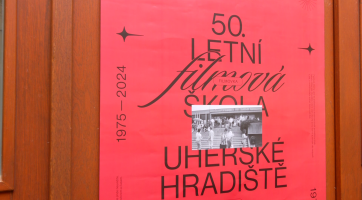 50.
LETNÍ
filmová
ŠKOLA
UHERSKÉ
HRADIŠTĚ
1975 – 2024